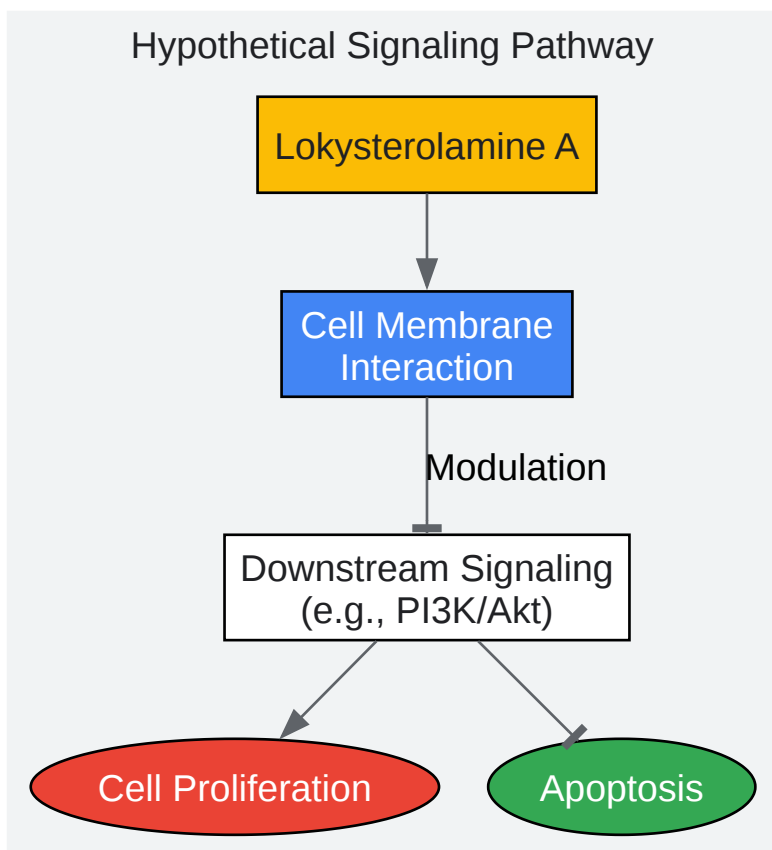 Hypothetical Signaling Pathway
Lokysterolamine A
Cell Membrane
Interaction
Modulation
Downstream Signaling
(e.g., PI3K/Akt)
Cell Proliferation
Apoptosis